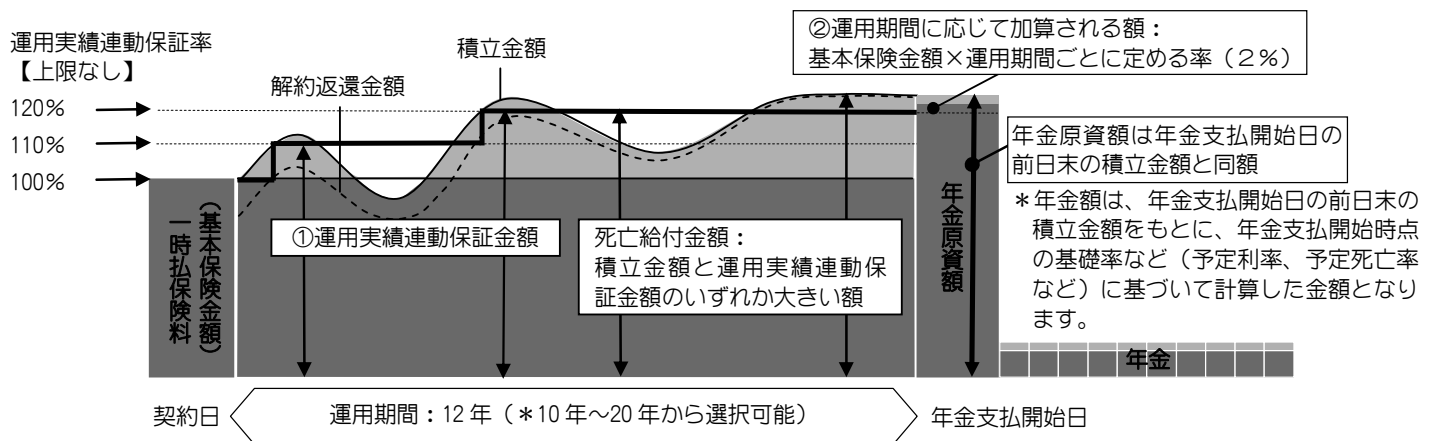 運用実績連動保証率
【上限なし】
120%
110%
100%
解約返還金額
積立金額
②運用期間に応じて加算される額：
基本保険金額×運用期間ごとに定める率（２％）
年金原資額は年金支払開始日の
前日末の積立金額と同額
＊年金額は、年金支払開始日の前日末の
積立金額をもとに、年金支払開始時点
の基礎率など（予定利率、予定死亡率
など）に基づいて計算した金額となり
ます。
①運用実績連動保証金額
死亡給付金額：
積立金額と運用実績連動保
証金額のいずれか大きい額
一時払保険料
（基本保険金額）
年金原資額
年金
契約日
運用期間：12 年（＊10 年～20 年から選択可能）
年金支払開始日